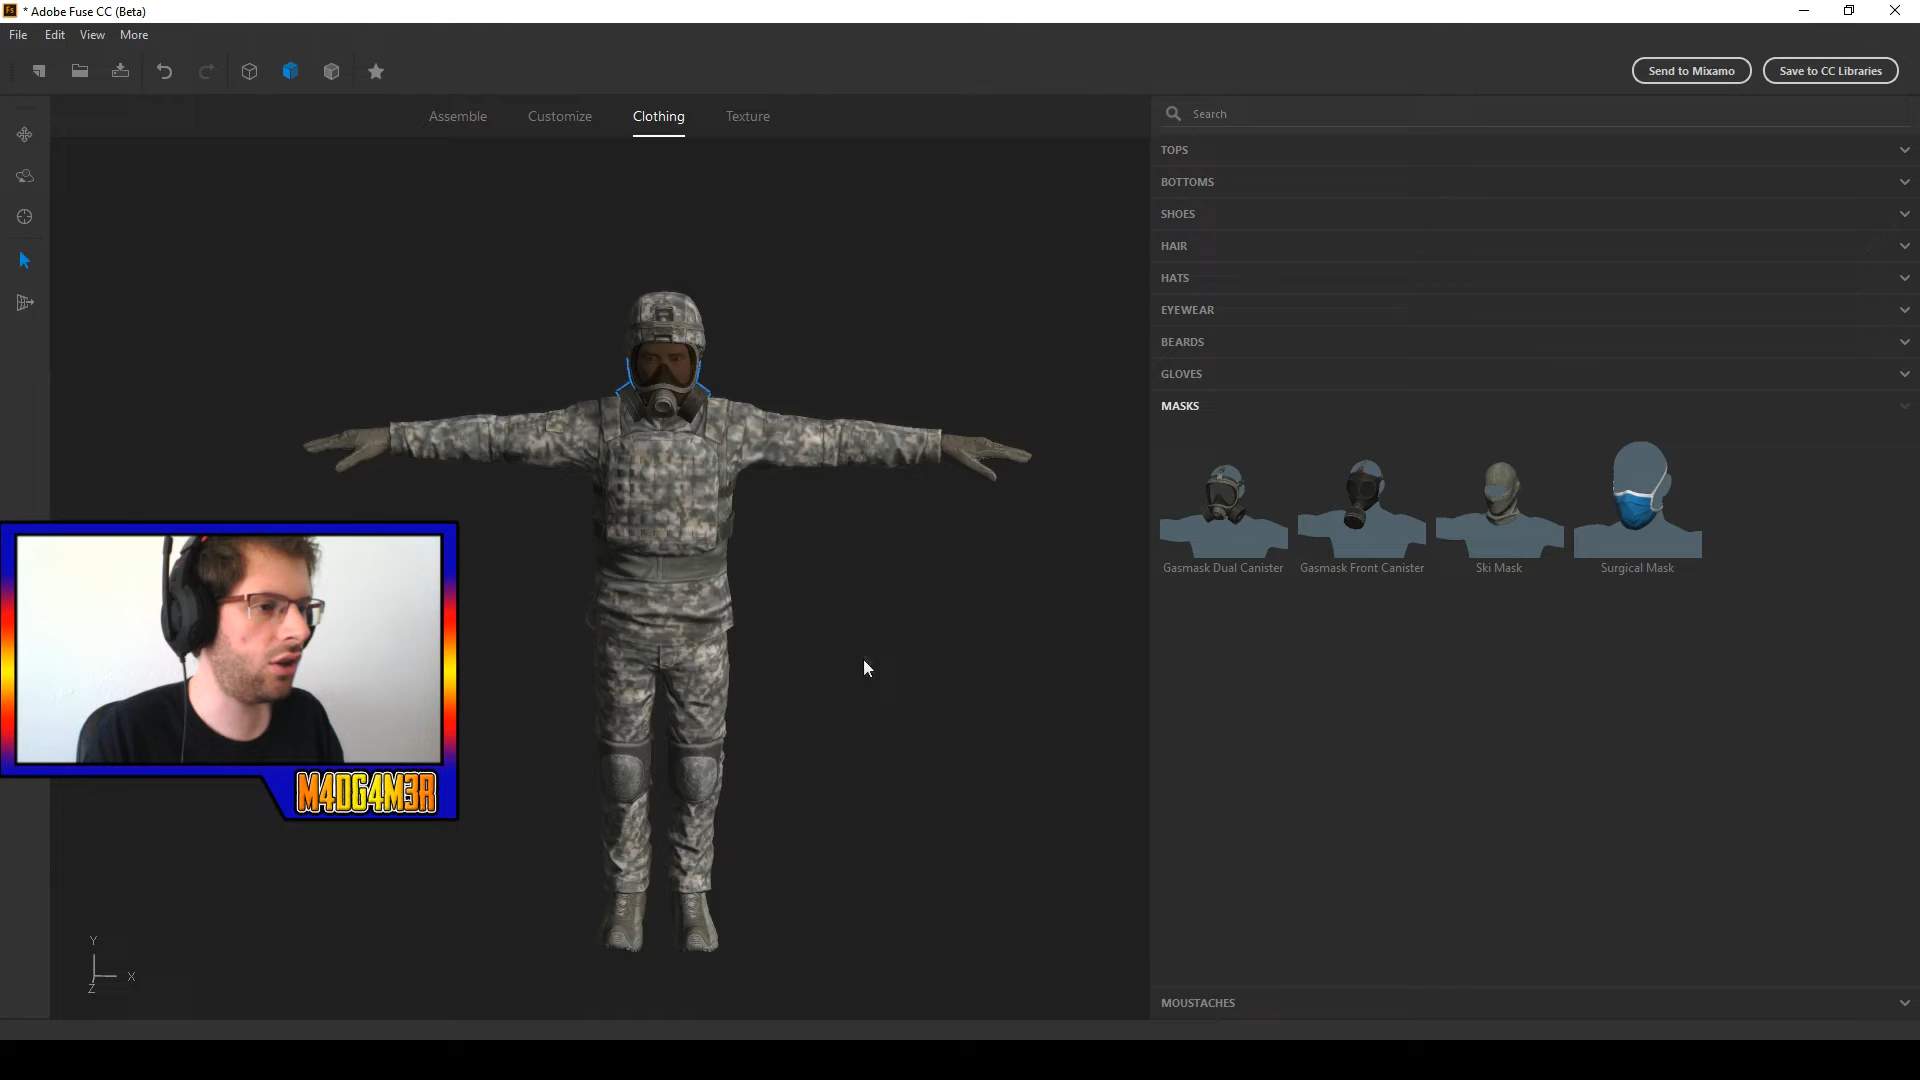 * Adobe Fuse CC (Beta)
File Edit View More
Send to Mixamo Save to CC Libraries
Assemble Customize Clothing Texture
Search
TOPS
BOTTOMS
SHOES
HAIR
HATS
EYEWEAR
BEARDS
GLOVES
MASKS
Gasmask Dual Canister Gasmask Front Canister Ski Mask Surgical Mask
M4DG4M3R
Y
X
Z
MOUSTACHES